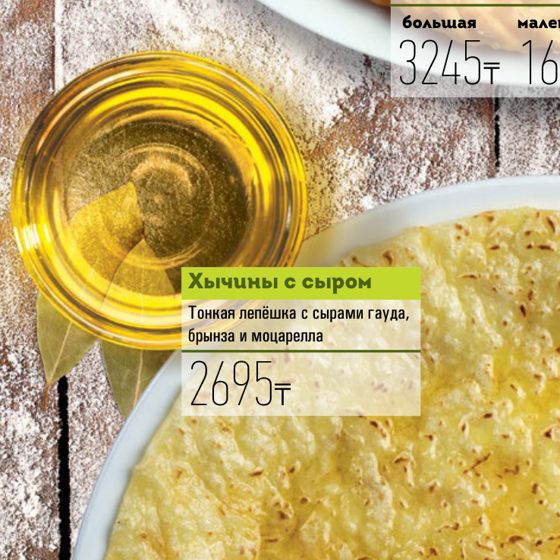 большая
3245₸
Хычины с сыром
Тонкая лепёшка с сырами гауда,
брынза и моцарелла
2695₸